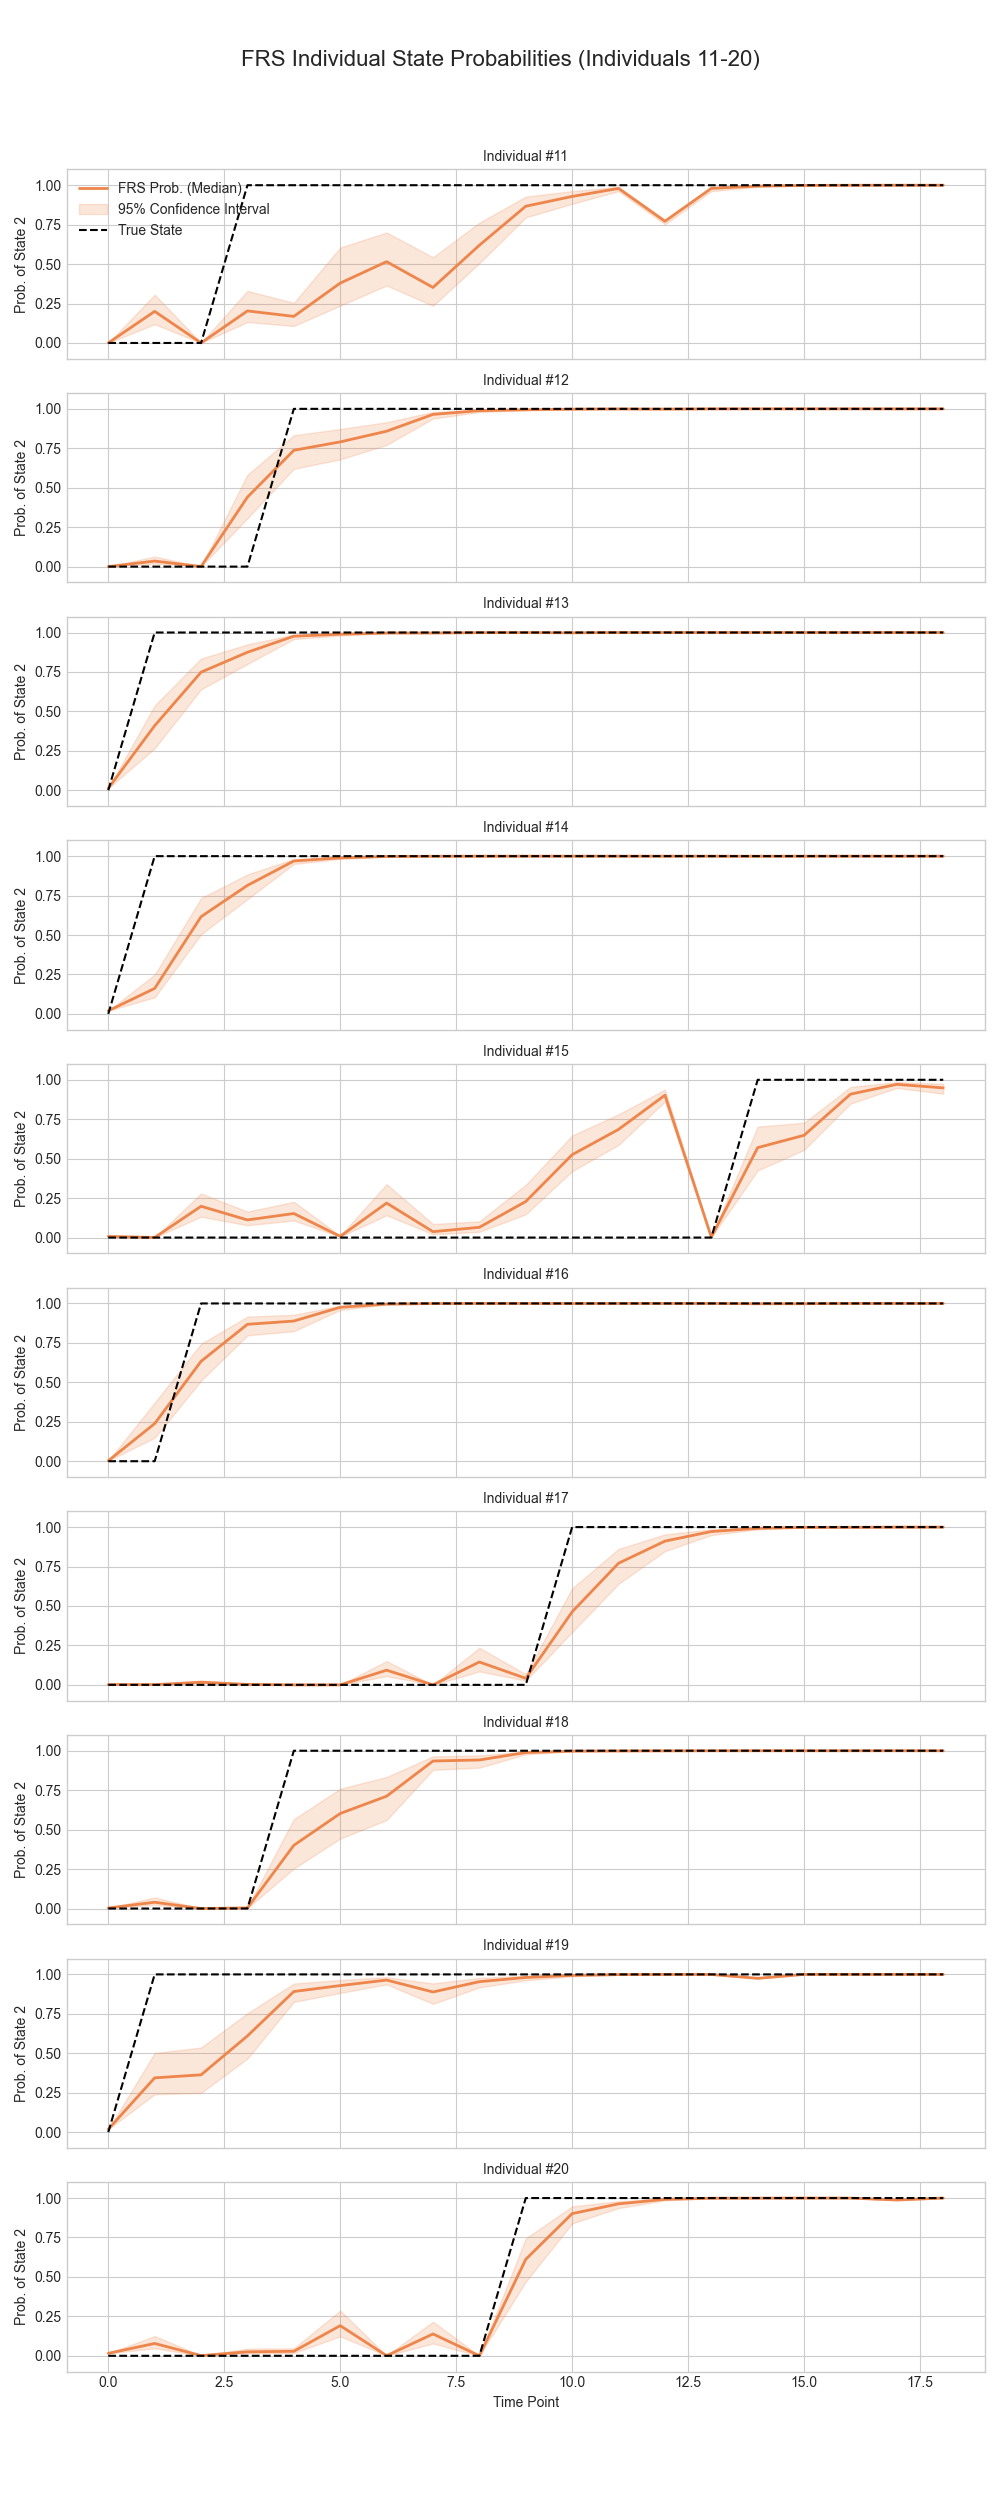 FRS Individual State Probabilities (Individuals 11-20)
Individual #11
FRS Prob. (Median)
95% Confidence Interval
True State
1.00
0.75
0.50
0.25
0.00
Prob. of State 2
Individual #12
1.00
0.75
0.50
0.25
0.00
Prob. of State 2
Individual #13
1.00
0.75
0.50
0.25
0.00
Prob. of State 2
Individual #14
1.00
0.75
0.50
0.25
0.00
Prob. of State 2
Individual #15
1.00
0.75
0.50
0.25
0.00
Prob. of State 2
Individual #16
1.00
0.75
0.50
0.25
0.00
Prob. of State 2
Individual #17
1.00
0.75
0.50
0.25
0.00
Prob. of State 2
Individual #18
1.00
0.75
0.50
0.25
0.00
Prob. of State 2
Individual #19
1.00
0.75
0.50
0.25
0.00
Prob. of State 2
Individual #20
1.00
0.75
0.50
0.25
0.00
Prob. of State 2
0.0 2.5 5.0 7.5 10.0 12.5 15.0 17.5
Time Point